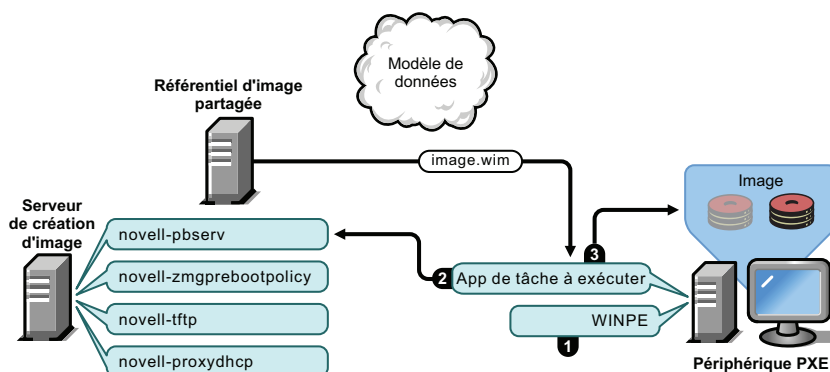 Modèle de
données
Référentiel d'image
partagée
image.wim
Image
Serveur
de création
d'image
novell-pbserv
3
2
App de tâche à exécuter
novell-zmgprebootpolicy
novell-tftp
WINPE
1
novell-proxydhcp
Périphérique PXE